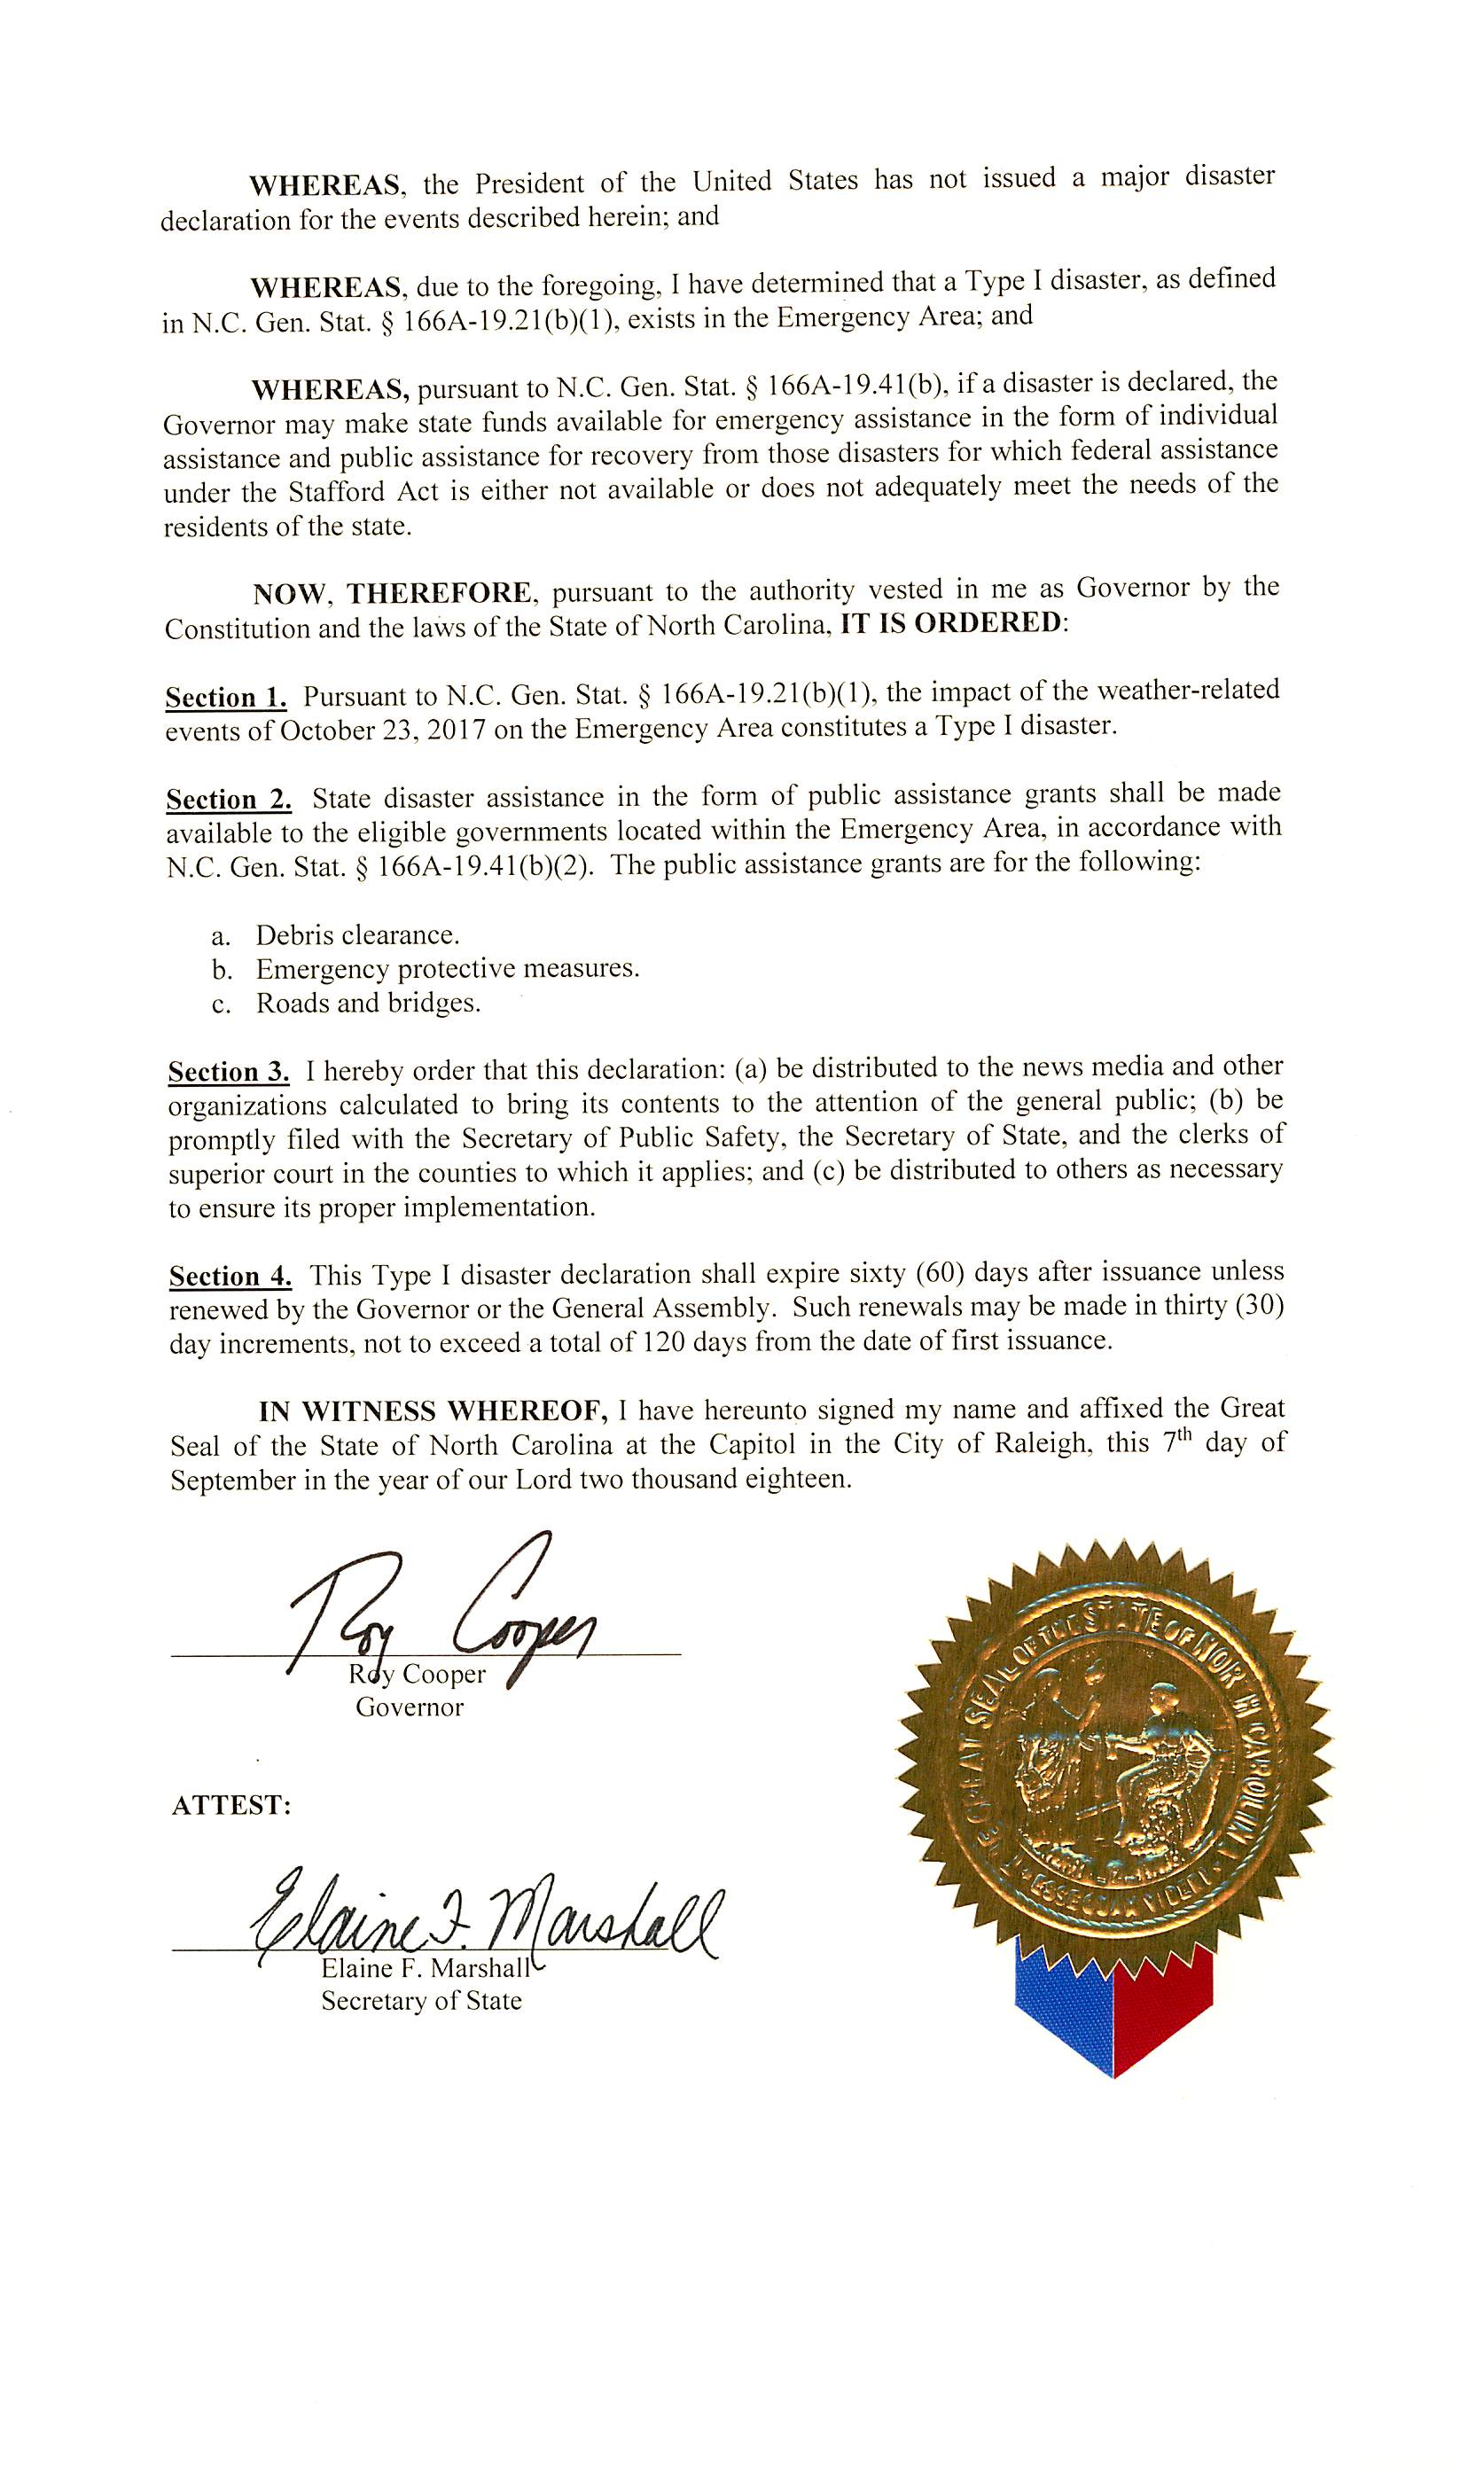 WHEREAS, the President of the United States has not issued a major disaster
declaration for the events described herein; and
WHEREAS, due to the foregoing, I have determined that a Type I disaster, as defined
in N.C. Gen. Stat. § 166A-19.21(b)(1), exists in the Emergency Area; and
WHEREAS, pursuant to N.C. Gen. Stat. § 166A-19.41(b), if a disaster is declared, the
Governor may make state funds available for emergency assistance in the form of individual
assistance and public assistance for recovery from those disasters for which federal assistance
under the Stafford Act is either not available or does not adequately meet the needs of the
residents of the state.
NOW, THEREFORE, pursuant to the authority vested in me as Governor by the
Constitution and the laws of the State of North Carolina, IT IS ORDERED:
Section 1. Pursuant to N.C. Gen. Stat. § 166A-19.21(b)(1), the impact of the weather-related
events of October 23, 2017 on the Emergency Area constitutes a Type I disaster.
Section 2. State disaster assistance in the form of public assistance grants shall be made
available to the eligible governments located within the Emergency Area, in accordance with
N.C. Gen. Stat. § 166A-19.41(b)(2). The public assistance grants are for the following:
a. Debris clearance.
b. Emergency protective measures.
c. Roads and bridges.
Section 3. I hereby order that this declaration: (a) be distributed to the news media and other
organizations calculated to bring its contents to the attention of the general public; (b) be
promptly filed with the Secretary of Public Safety, the Secretary of State, and the clerks of
superior court in the counties to which it applies; and (c) be distributed to others as necessary
to ensure its proper implementation.
Section 4. This Type I disaster declaration shall expire sixty (60) days after issuance unless
renewed by the Governor or the General Assembly. Such renewals may be made in thirty (30)
day increments, not to exceed a total of 120 days from the date of first issuance.
IN WITNESS WHEREOF, I have hereunto signed my name and affixed the Great
Seal of the State of North Carolina at the Capitol in the City of Raleigh, this 7th day of
September in the year of our Lord two thousand eighteen.
Roy Cooper
Roy Cooper
Governor
ATTEST:
Elaine F. Marshall
Elaine F. Marshall
Secretary of State
THE GREAT SEAL OF THE STATE OF NORTH CAROLINA
ESSE QUAM VIDERI